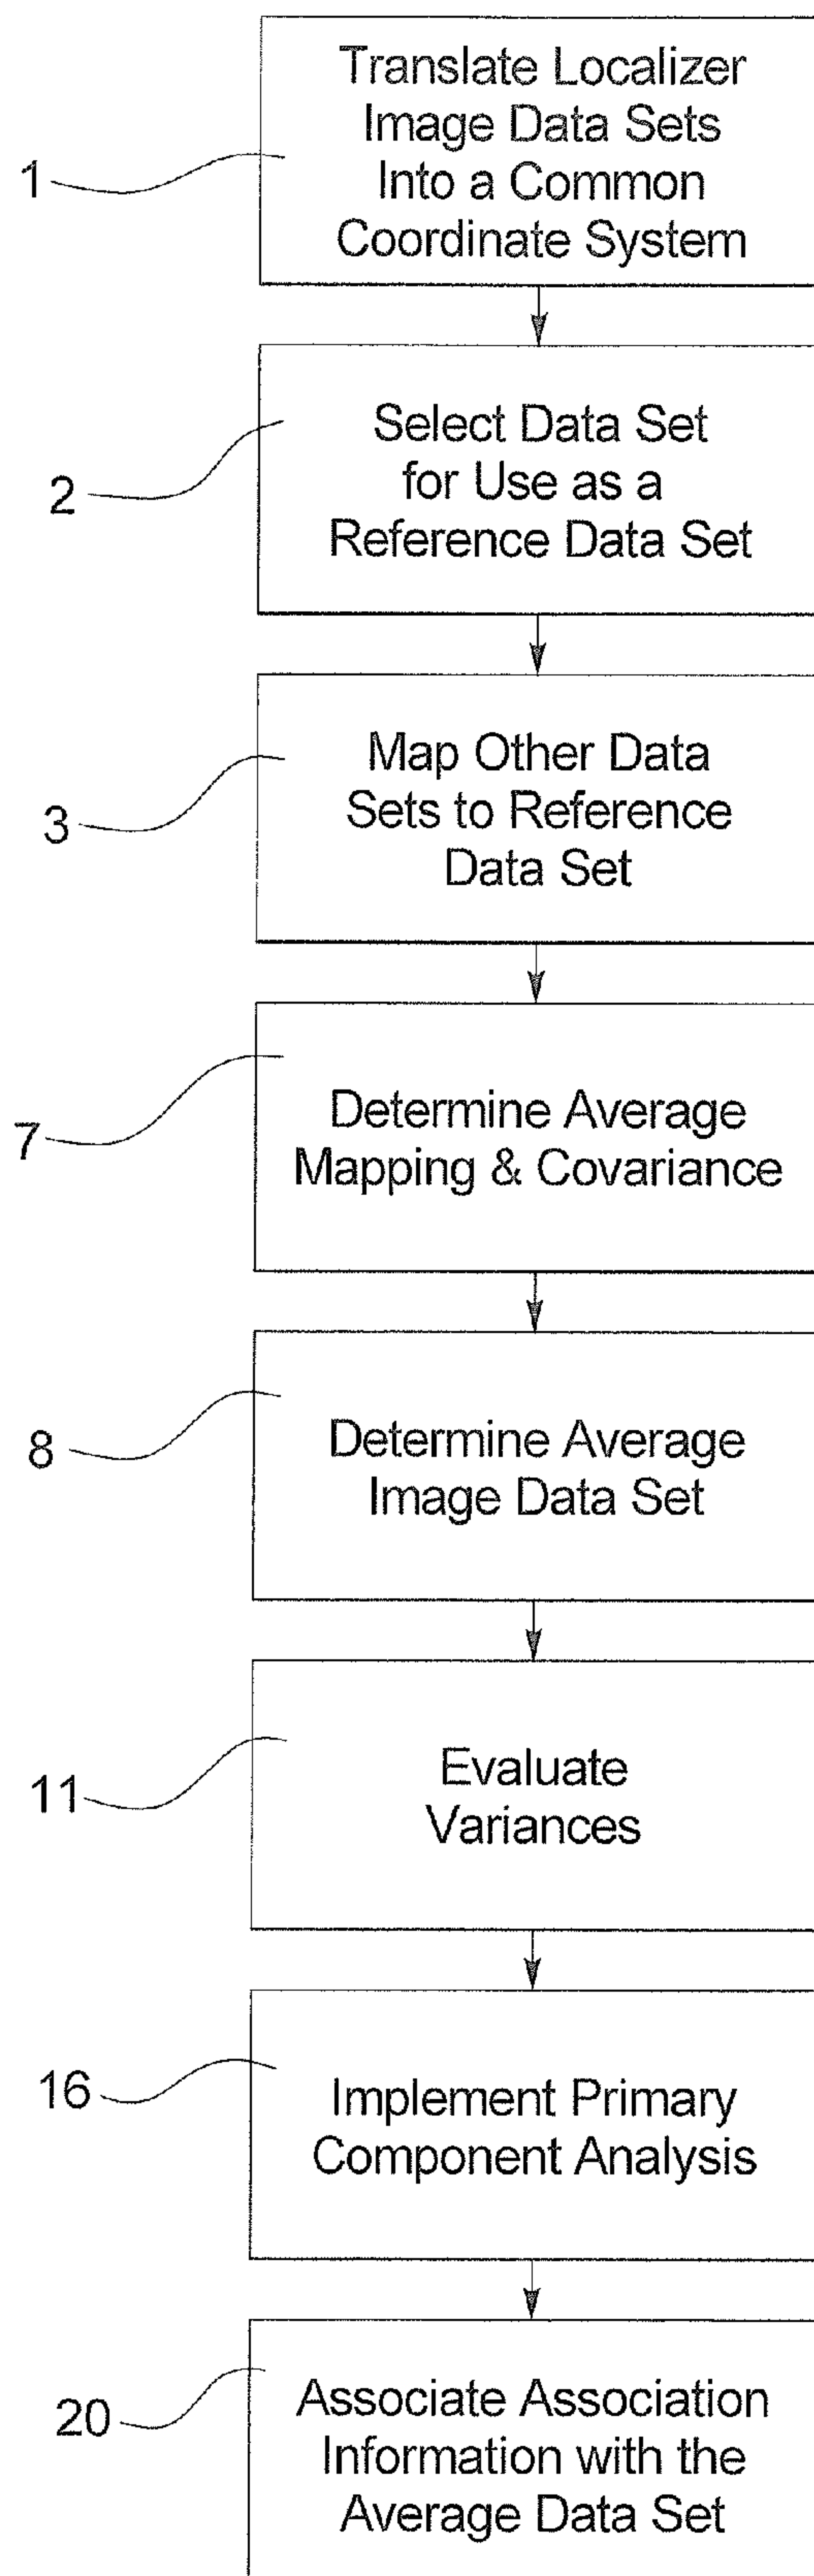 Translate Localizer
Image Data Sets
Into a Common
Coordinate System
1
Select Data Set
for Use as a
Reference Data Set
2
Map Other Data
Sets to Reference
Data Set
3
Determine Average
Mapping & Covariance
7
Determine Average
Image Data Set
8
Evaluate
Variances
11
Implement Primary
Component Analysis
16
Associate Association
Information with the
Average Data Set
20